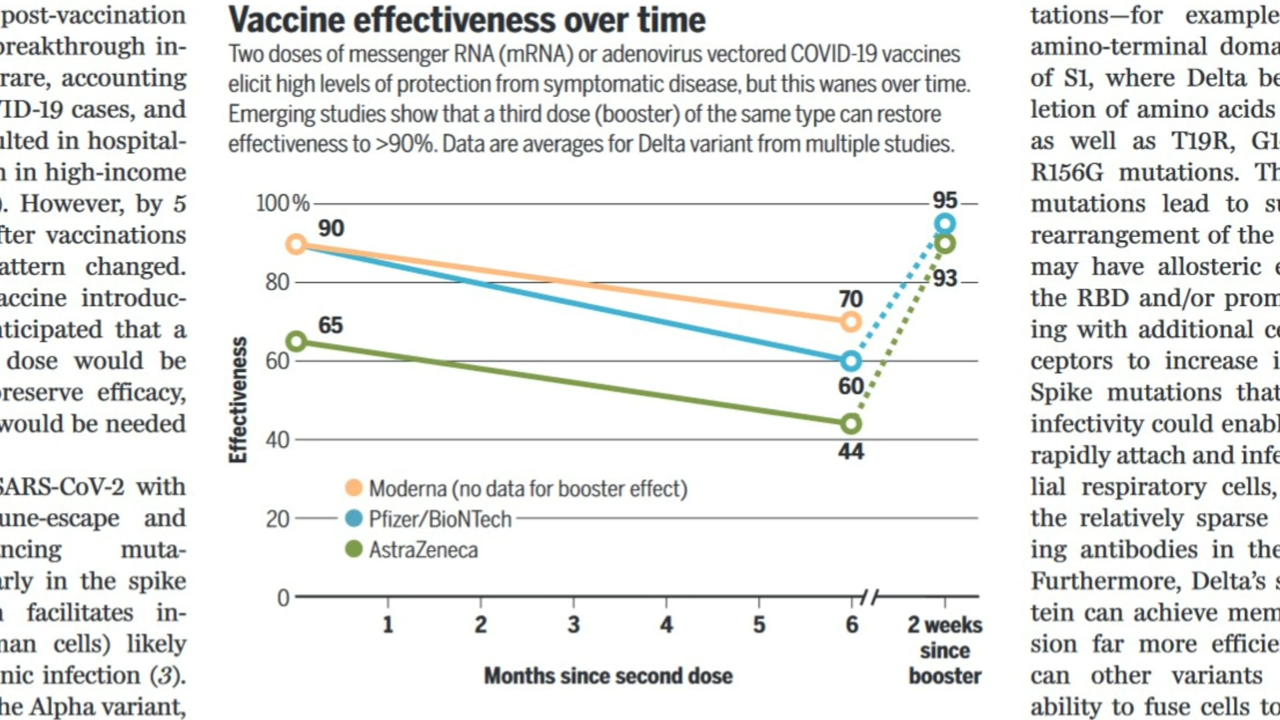 post-vaccination
breakthrough in-
rare, accounting
VID-19 cases, and
ulted in hospital-
in high-income
). However, by 5
fter vaccinations
attern changed.
accine introduc-
nticipated that a
dose would be
preserve efficacy,
would be needed
SARS-CoV-2 with
une-escape and
ncing muta-
arly in the spike
facilitates in-
man cells) likely
nic infection (3).
he Alpha variant,
Vaccine effectiveness over time
Two doses of messenger RNA (mRNA) or adenovirus vectored COVID-19 vaccines
elicit high levels of protection from symptomatic disease, but this wanes over time.
Emerging studies show that a third dose (booster) of the same type can restore
effectiveness to >90%. Data are averages for Delta variant from multiple studies.
100%
80
60
40
20
0
Effectiveness
90
65
70
60
44
95
93
Moderna (no data for booster effect)
Pfizer/BioNTech
AstraZeneca
1 2 3 4 5 6
2 weeks
since
booster
Months since second dose
tations—for example
amino-terminal doma
of S1, where Delta be
letion of amino acids
as well as T19R, G1
R156G mutations. Th
mutations lead to su
rearrangement of the
may have allosteric e
the RBD and/or prom
ing with additional ce
ceptors to increase i
Spike mutations that
infectivity could enabl
rapidly attach and infe
lial respiratory cells,
the relatively sparse
ing antibodies in the
Furthermore, Delta's s
tein can achieve mem
sion far more efficie
can other variants
ability to fuse cells to